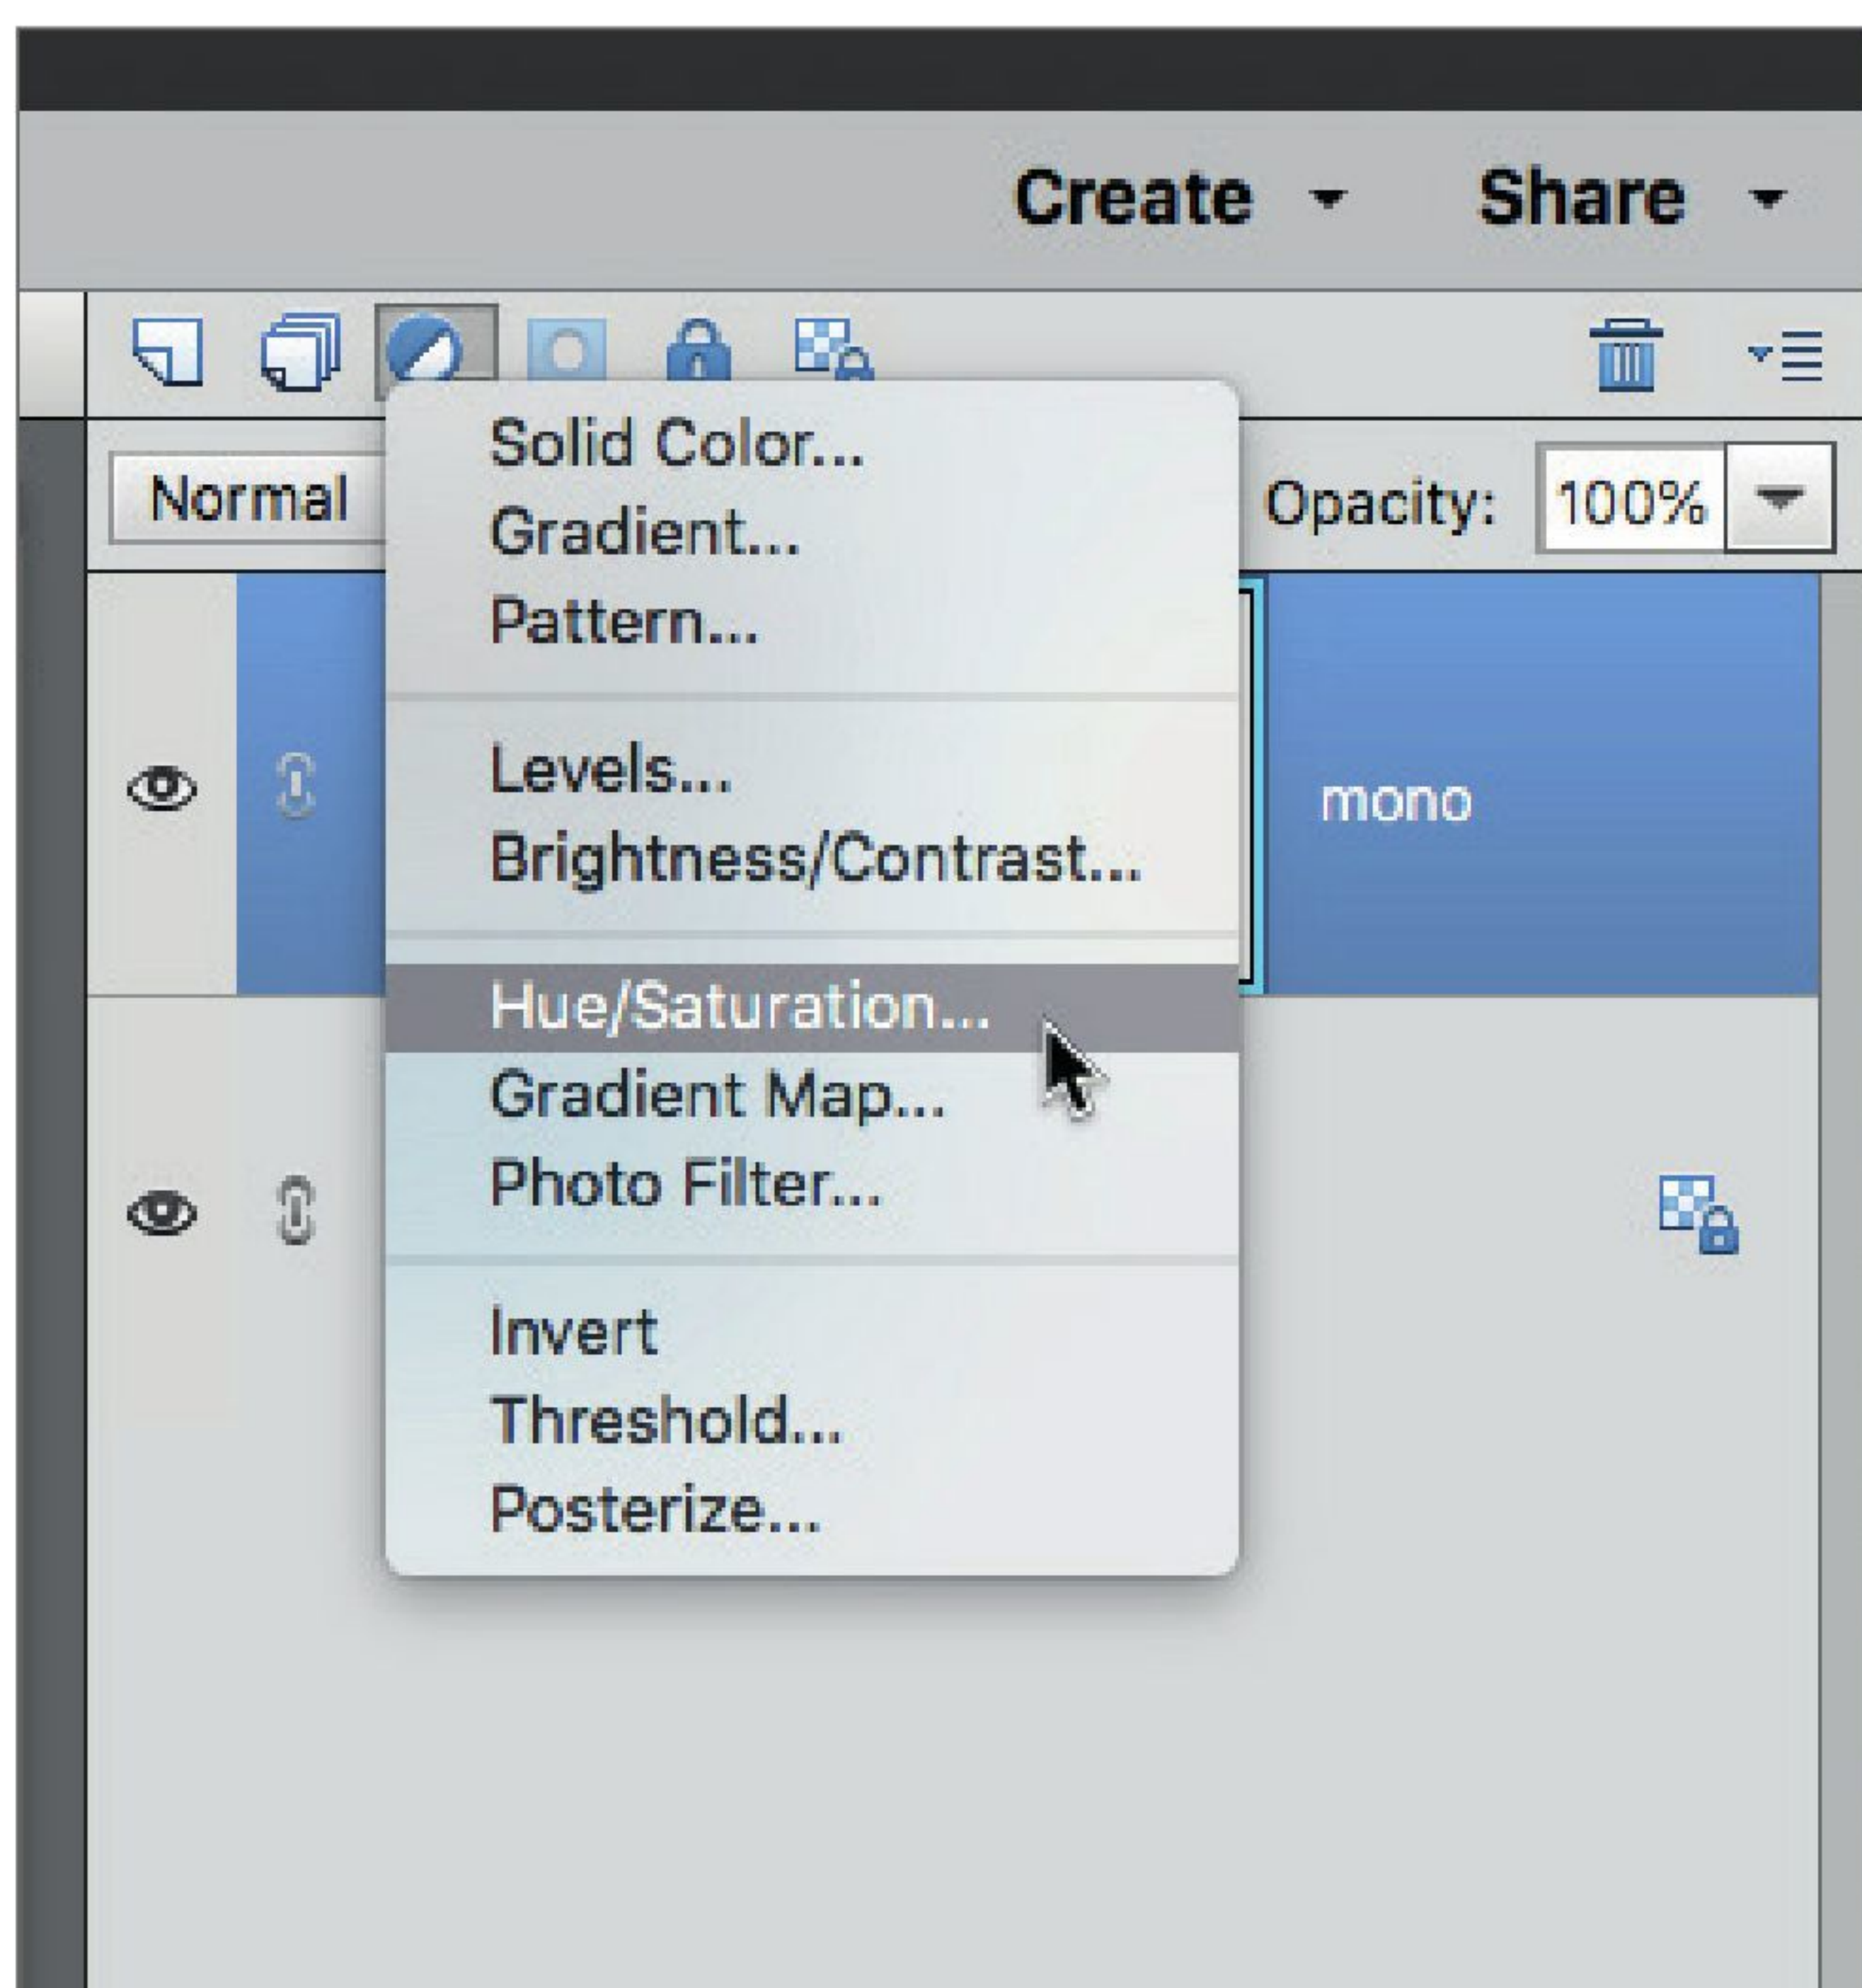 Create
Share
Normal
Opacity: 100%
Solid Color...
Gradient...
Pattern...
Levels...
Brightness/Contrast...
mono
Hue/Saturation...
Gradient Map...
Photo Filter...
Invert
Threshold...
Posterize...